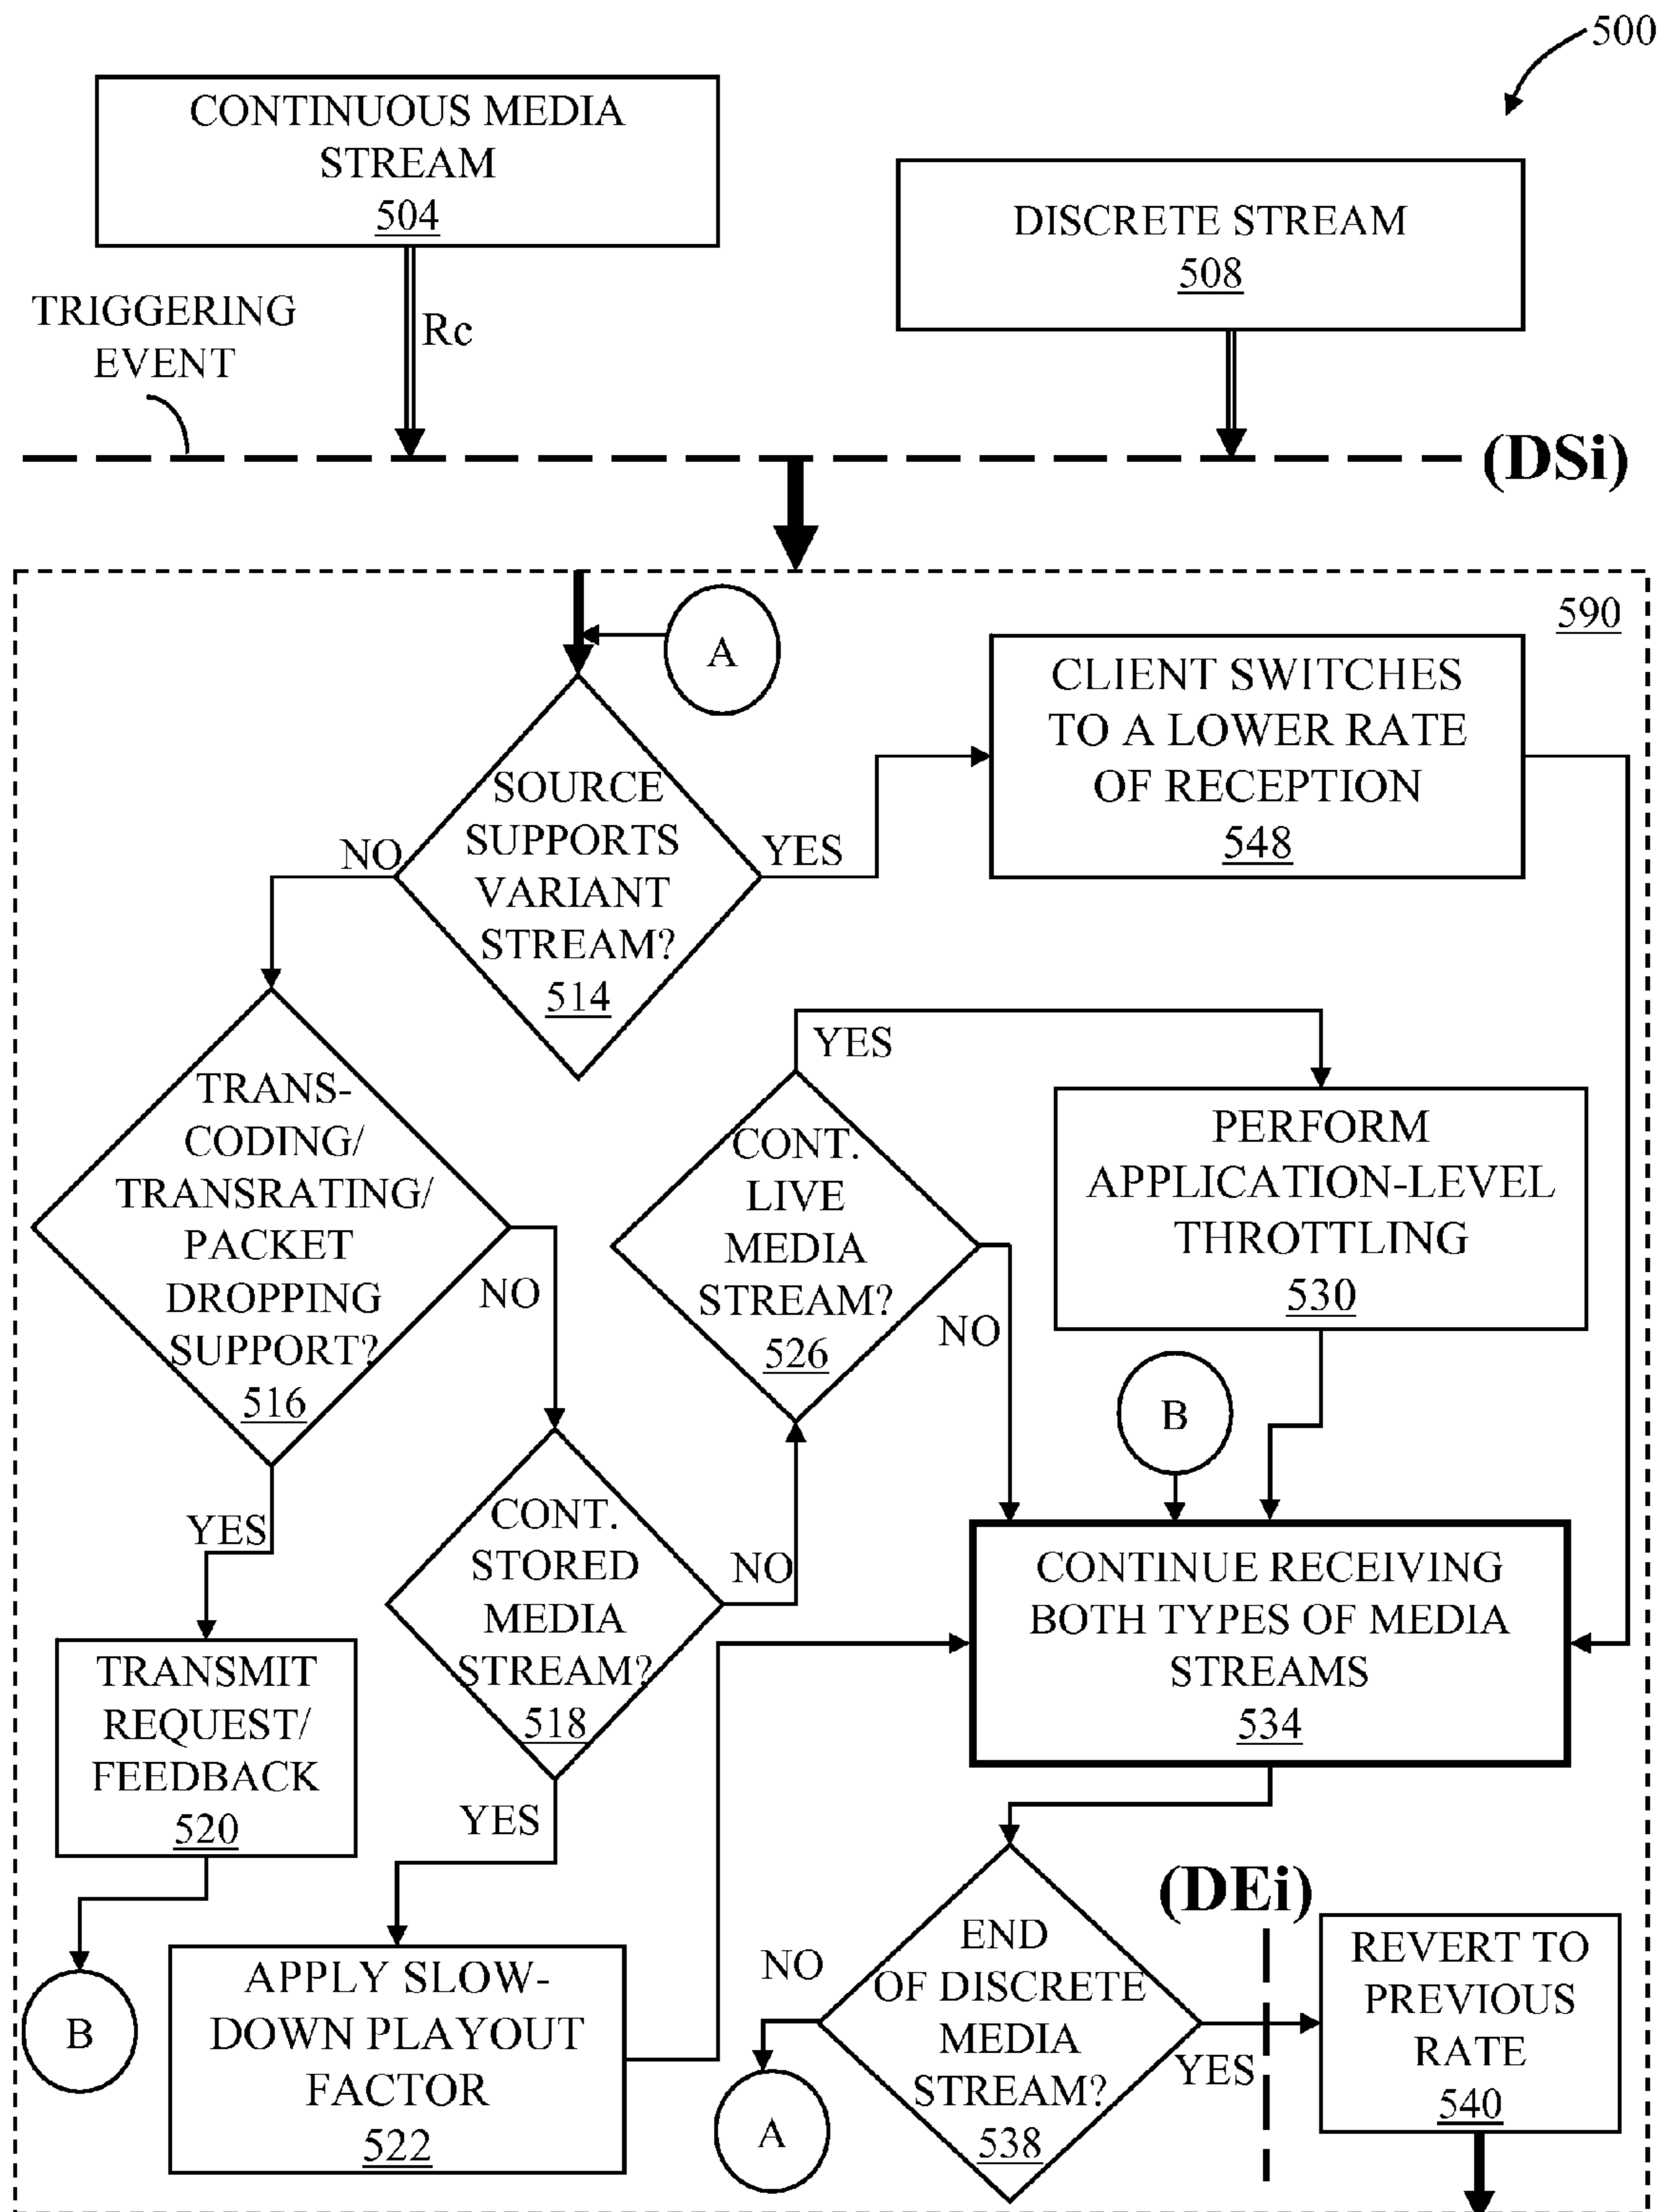 500
CONTINUOUS MEDIA
STREAM
504
DISCRETE STREAM
508
TRIGGERING
EVENT
Rc
(DSi)
590
A
CLIENT SWITCHES
TO A LOWER RATE
OF RECEPTION
548
SOURCE
SUPPORTS
VARIANT
STREAM?
514
NO
YES
TRANS-
CODING/
TRANSRATING/
PACKET
DROPPING
SUPPORT?
516
NO
YES
YES
CONT.
LIVE
MEDIA
STREAM?
526
NO
PERFORM
APPLICATION-LEVEL
THROTTLING
530
B
CONT.
STORED
MEDIA
STREAM?
518
NO
YES
CONTINUE RECEIVING
BOTH TYPES OF MEDIA
STREAMS
534
TRANSMIT
REQUEST/
FEEDBACK
520
B
APPLY SLOW-
DOWN PLAYOUT
FACTOR
522
(DEi)
END
OF DISCRETE
MEDIA
STREAM?
538
NO
A
YES
REVERT TO
PREVIOUS
RATE
540